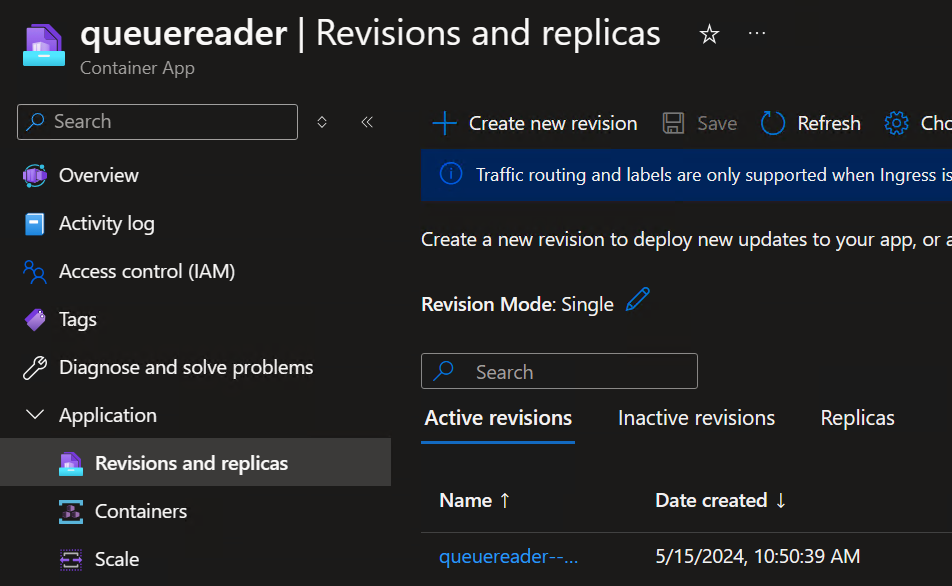 queuereader | Revisions and replicas
Container App
Search
Overview
Activity log
Access control (IAM)
Tags
Diagnose and solve problems
Application
Revisions and replicas
Containers
Scale
Create new revision Save Refresh Cho
Traffic routing and labels are only supported when Ingress is
Create a new revision to deploy new updates to your app, or a
Revision Mode: Single
Search
Active revisions Inactive revisions Replicas
Name ↑ Date created ↓
queuereader--... 5/15/2024, 10:50:39 AM